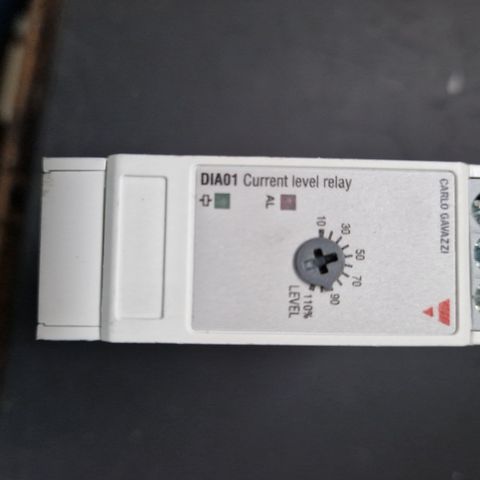 DIA01 Current level relay
AL
10
30
50
70
90
110%
LEVEL
CARLO GAVAZZI